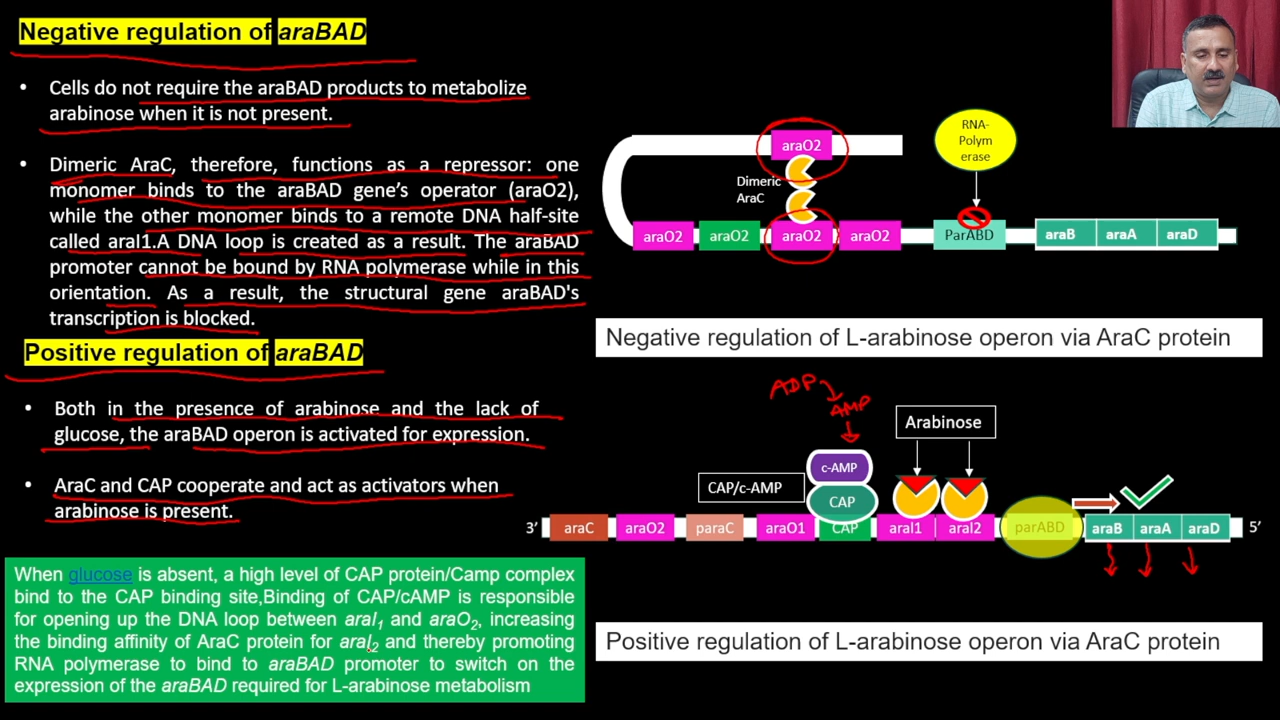 Negative regulation of araBAD
• Cells do not require the araBAD products to metabolize
arabinose when it is not present.
• Dimeric AraC, therefore, functions as a repressor: one
monomer binds to the araBAD gene's operator (araO2),
while the other monomer binds to a remote DNA half-site
called araI1.A DNA loop is created as a result. The araBAD
promoter cannot be bound by RNA polymerase while in this
orientation. As a result, the structural gene araBAD's
transcription is blocked.
Positive regulation of araBAD
• Both in the presence of arabinose and the lack of
glucose, the araBAD operon is activated for expression.
• AraC and CAP cooperate and act as activators when
arabinose is present.
When glucose is absent, a high level of CAP protein/Camp complex
bind to the CAP binding site,Binding of CAP/cAMP is responsible
for opening up the DNA loop between araI1 and araO2, increasing
the binding affinity of AraC protein for araI2 and thereby promoting
RNA polymerase to bind to araBAD promoter to switch on the
expression of the araBAD required for L-arabinose metabolism
araO2
RNA-
Polym
erase
Dimeric
AraC
araO2 araO2 araO2 araO2 ParABD araB araA araD
Negative regulation of L-arabinose operon via AraC protein
ADP
AMP
Arabinose
c-AMP
CAP/c-AMP
CAP
3' araC araO2 paraC araO1 CAP araI1 araI2 parABD araB araA araD 5'
Positive regulation of L-arabinose operon via AraC protein